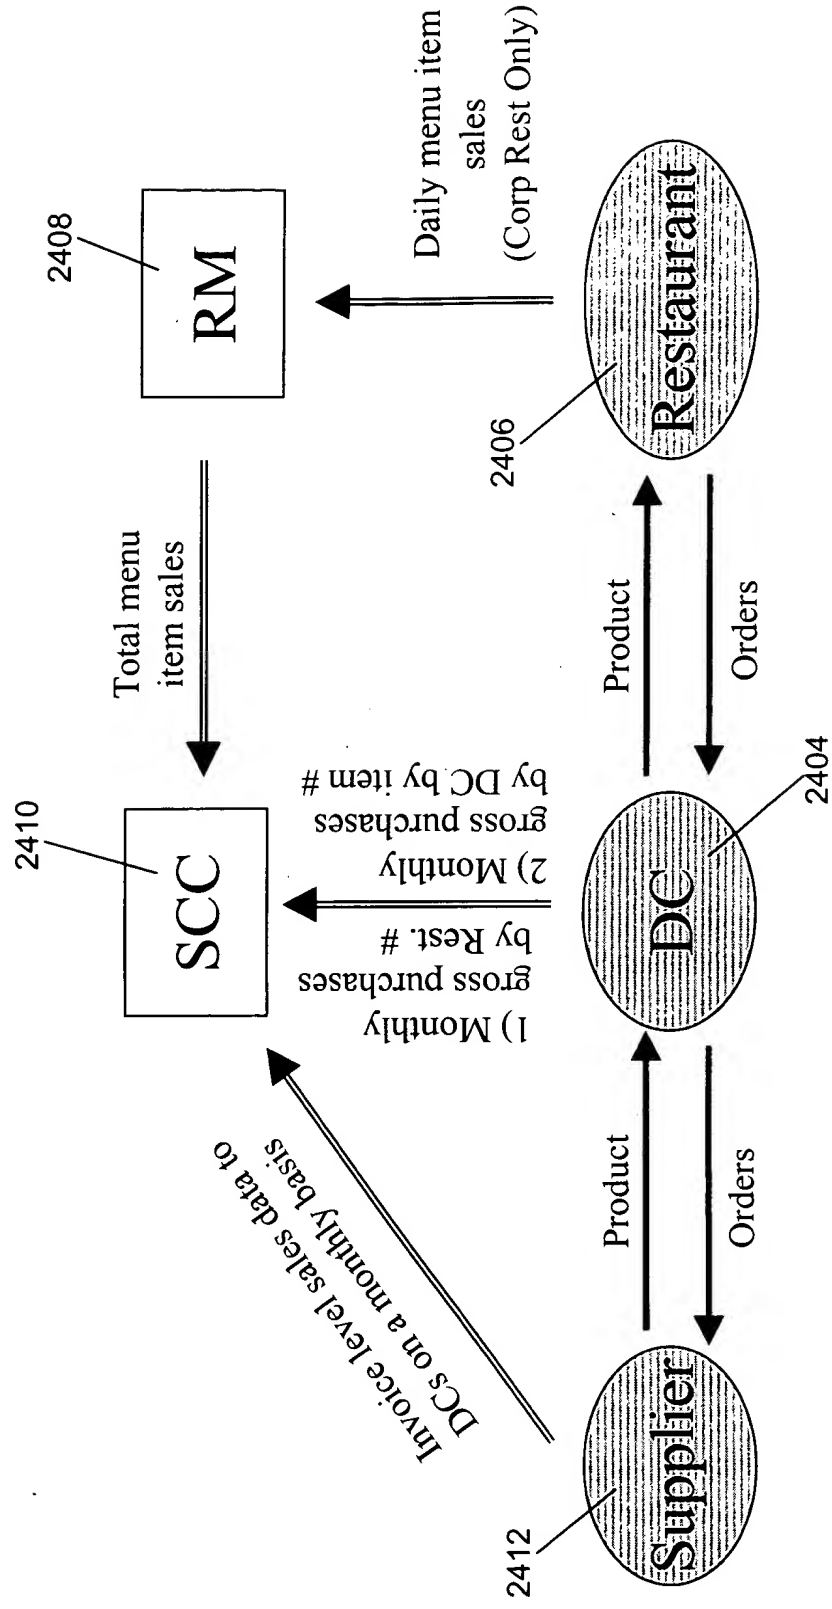 2410
2408
SCC
RM
Total menu
item sales
Invoice level sales data to
DCs on a monthly basis
1) Monthly
gross purchases
by Rest. #
2) Monthly
gross purchases
by DC by item #
Daily menu item
sales
(Corp Rest Only)
2412
Supplier
Product
Orders
DC
2404
Product
Orders
2406
Restaurant